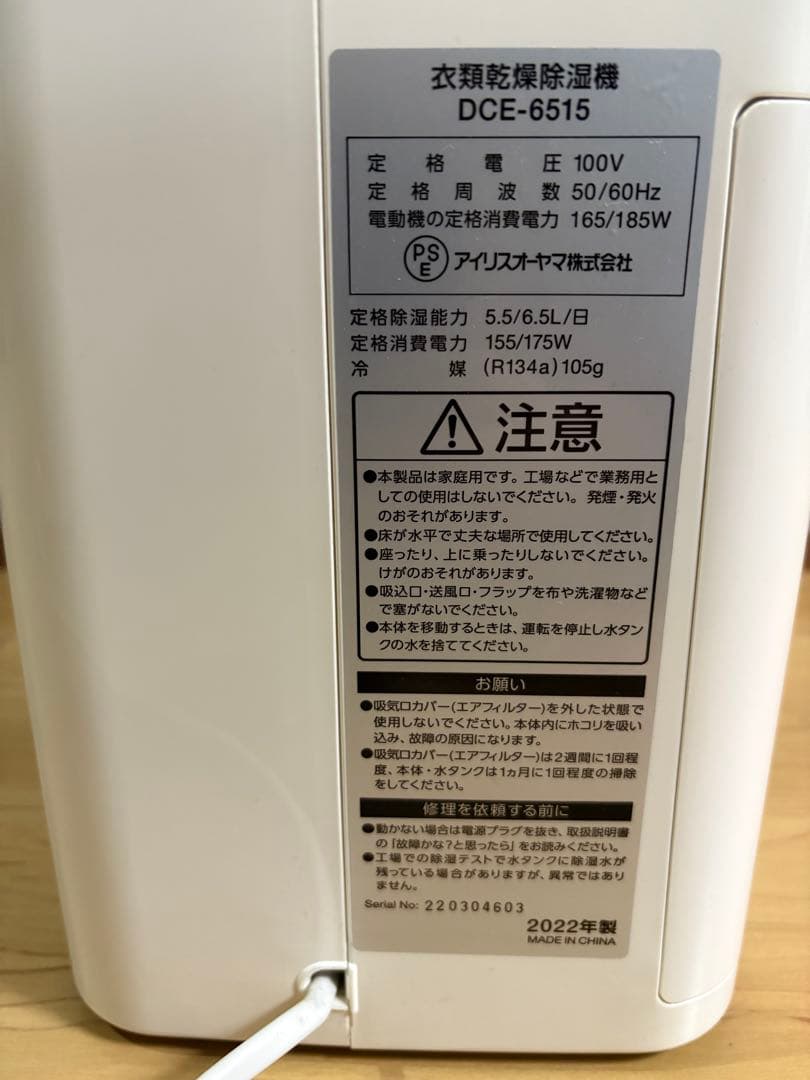 衣類乾燥除湿機
DCE-6515
定格電圧 100V
定格周波数 50/60Hz
電動機の定格消費電力 165/185W
PSE アイリスオーヤマ株式会社
定格除湿能力 5.5/6.5L/日
定格消費電力 155/175W
冷媒 (R134a)105g
注意
●本製品は家庭用です。工場などで業務用と
しての使用はしないでください。発煙・発火
のおそれがあります。
●床が水平で丈夫な場所で使用してください。
●座ったり、上に乗ったりしないでください。
けがのおそれがあります。
●吸込口・送風口・フラップを布や洗濯物など
で塞がないでください。
●本体を移動するときは、運転を停止し水タン
クの水を捨ててください。
お願い
●吸気口カバー(エアフィルター)を外した状態で
使用しないでください。本体内にホコリを吸い
込み、故障の原因になります。
●吸気口カバー(エアフィルター)は2週間に1回程
度、本体・水タンクは1ヵ月に1回程度の掃除
をしてください。
修理を依頼する前に
●動かない場合は電源プラグを抜き、取扱説明書
の「故障かな?と思ったら」をお読みください。
●工場での除湿テストで水タンクに除湿水が
残っている場合がありますが、異常ではあり
ません。
Serial No: 220304603
2022年製
MADE IN CHINA